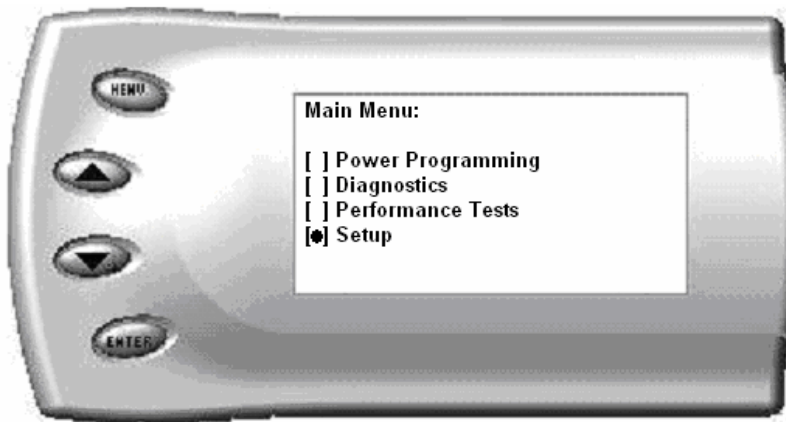 MENU
Main Menu:
[ ] Power Programming
[ ] Diagnostics
[ ] Performance Tests
[●] Setup
ENTER